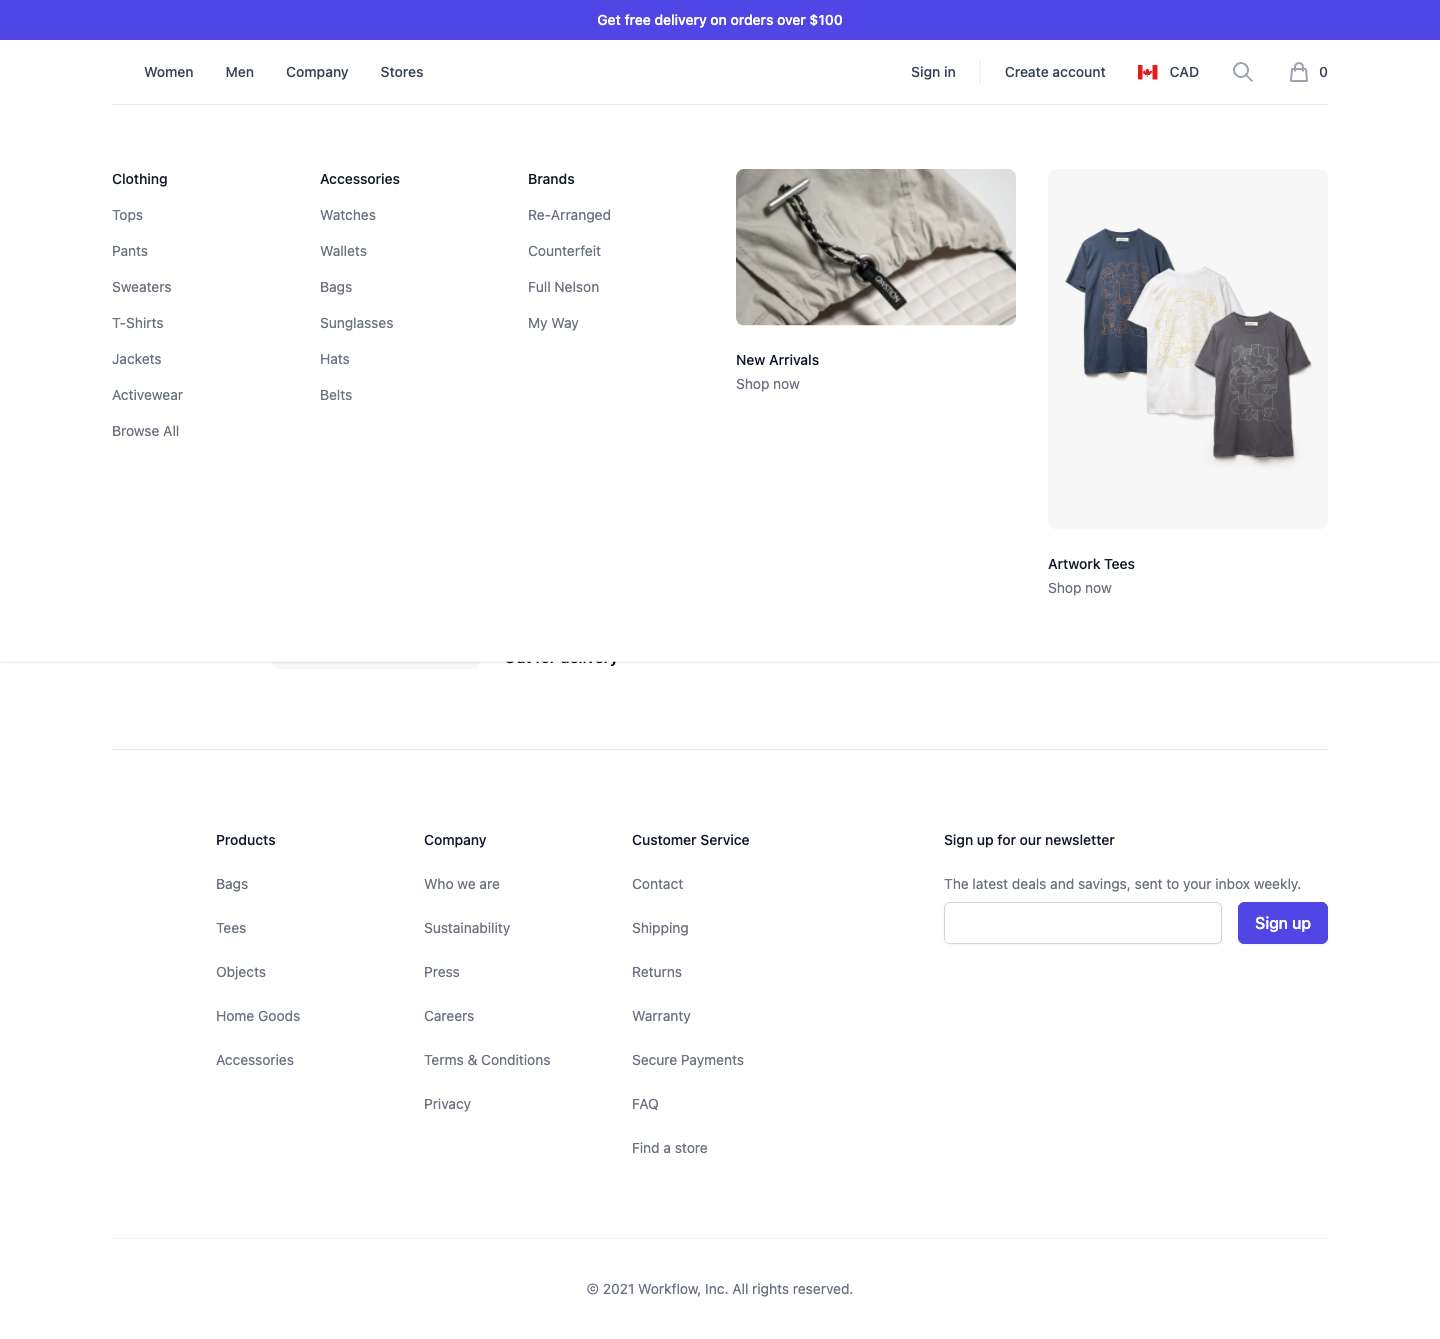 Get free delivery on orders over $100
Women
Men
Company
Stores
Sign in
Create account
CAD
0
Clothing
Tops
Pants
Sweaters
T-Shirts
Jackets
Activewear
Browse All
Accessories
Watches
Wallets
Bags
Sunglasses
Hats
Belts
Brands
Re-Arranged
Counterfeit
Full Nelson
My Way
New Arrivals
Shop now
Artwork Tees
Shop now
Out for delivery
Products
Bags
Tees
Objects
Home Goods
Accessories
Company
Who we are
Sustainability
Press
Careers
Terms & Conditions
Privacy
Customer Service
Contact
Shipping
Returns
Warranty
Secure Payments
FAQ
Find a store
Sign up for our newsletter
The latest deals and savings, sent to your inbox weekly.
Sign up
© 2021 Workflow, Inc. All rights reserved.